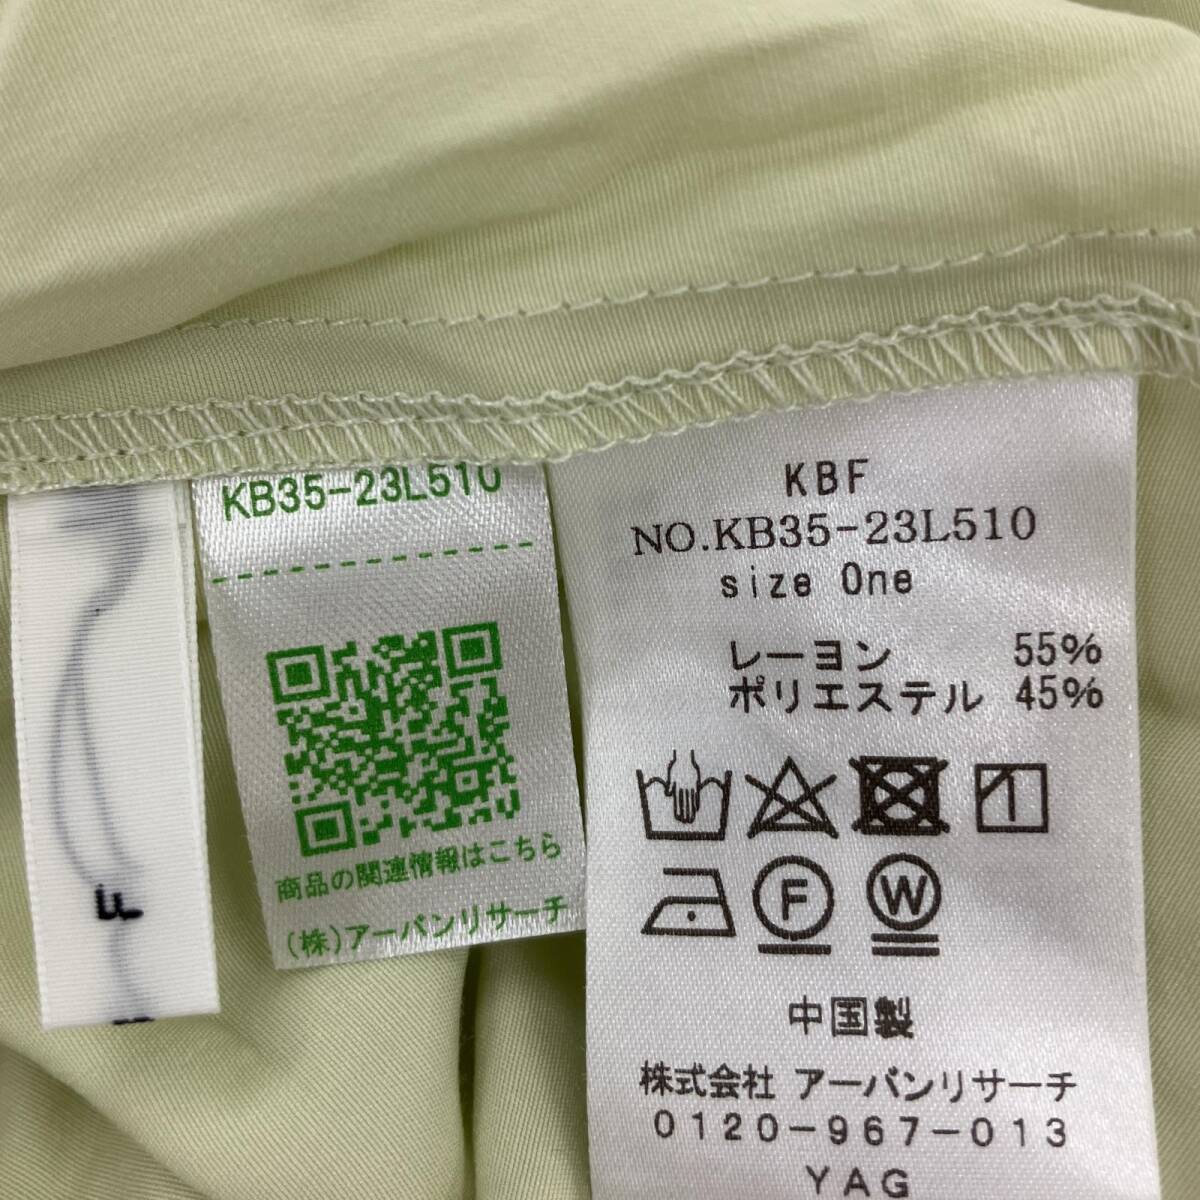 KB35-23L510
商品の関連情報はこちら
(株)アーバンリサーチ
F
KBF
NO.KB35-23L510
size One
レーヨン 55%
ポリエステル 45%
F W
中国製
株式会社 アーバンリサーチ
0120-967-013
YAG